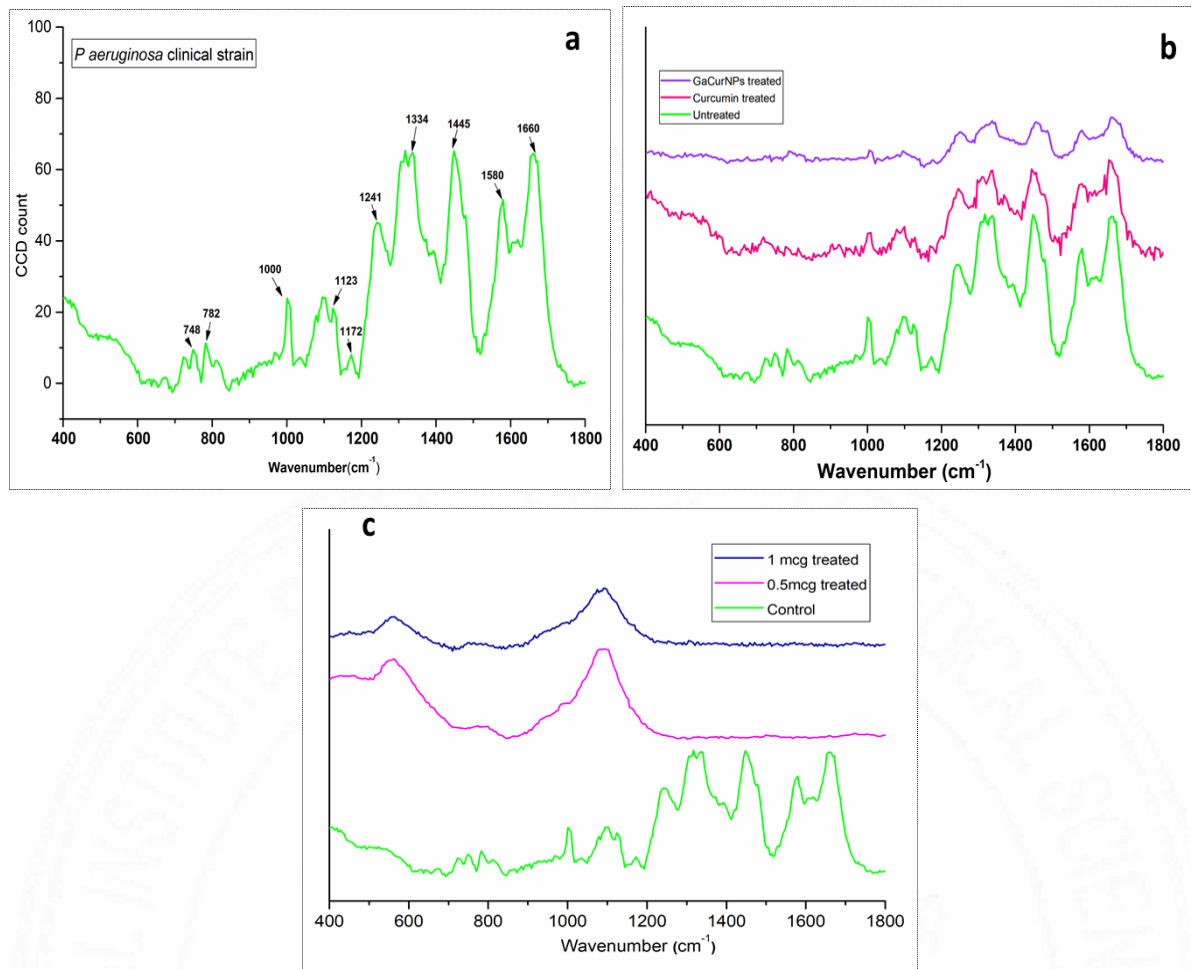 a
P aeruginosa clinical strain
CCD count
100
80
60
40
20
0
748
782
1000
1123
1172
1241
1334
1445
1580
1660
400 600 800 1000 1200 1400 1600 1800
Wavenumber(cm-1)
b
GaCurNPs treated
Curcumin treated
Untreated
400 600 800 1000 1200 1400 1600 1800
Wavenumber (cm-1)
c
1 mcg treated
0.5mcg treated
Control
400 600 800 1000 1200 1400 1600 1800
Wavenumber (cm-1)